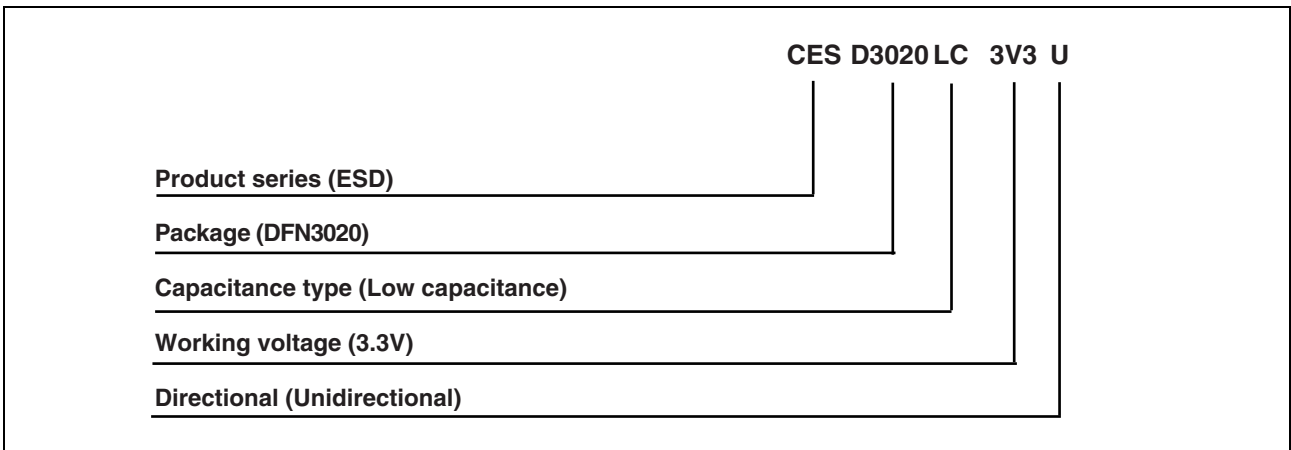 CES D3020 LC 3V3 U
Product series (ESD)
Package (DFN3020)
Capacitance type (Low capacitance)
Working voltage (3.3V)
Directional (Unidirectional)